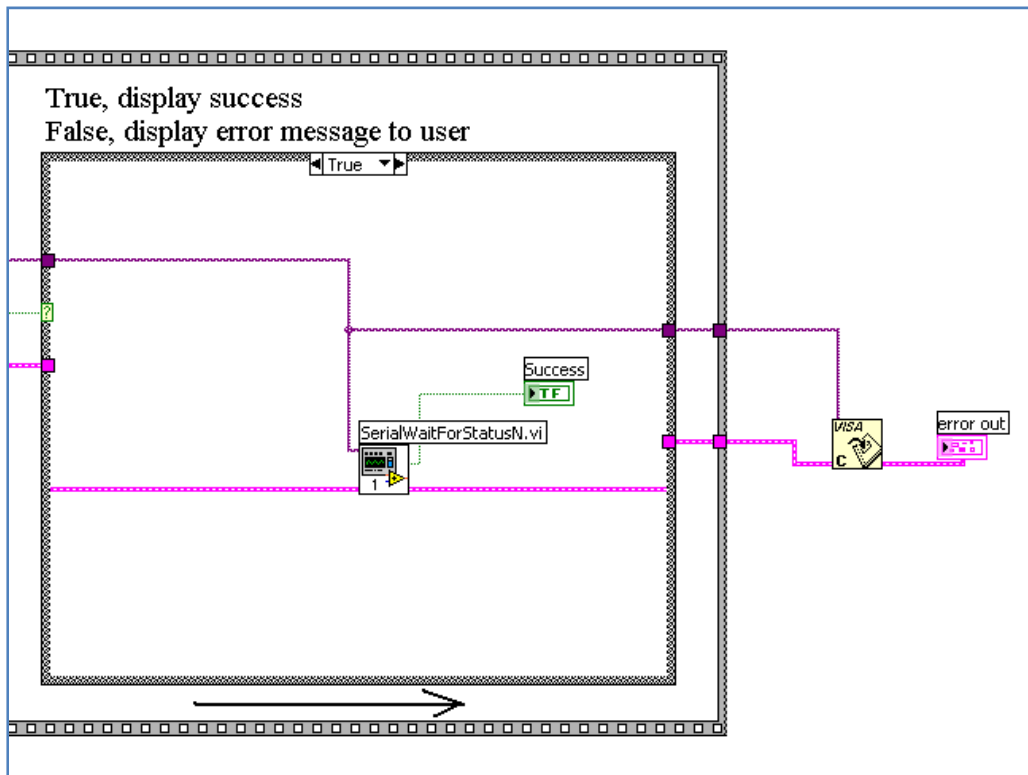 True, display success
False, display error message to user
True
?
Success
TF
SerialWaitForStatusN.vi
1
VISA
C
error out